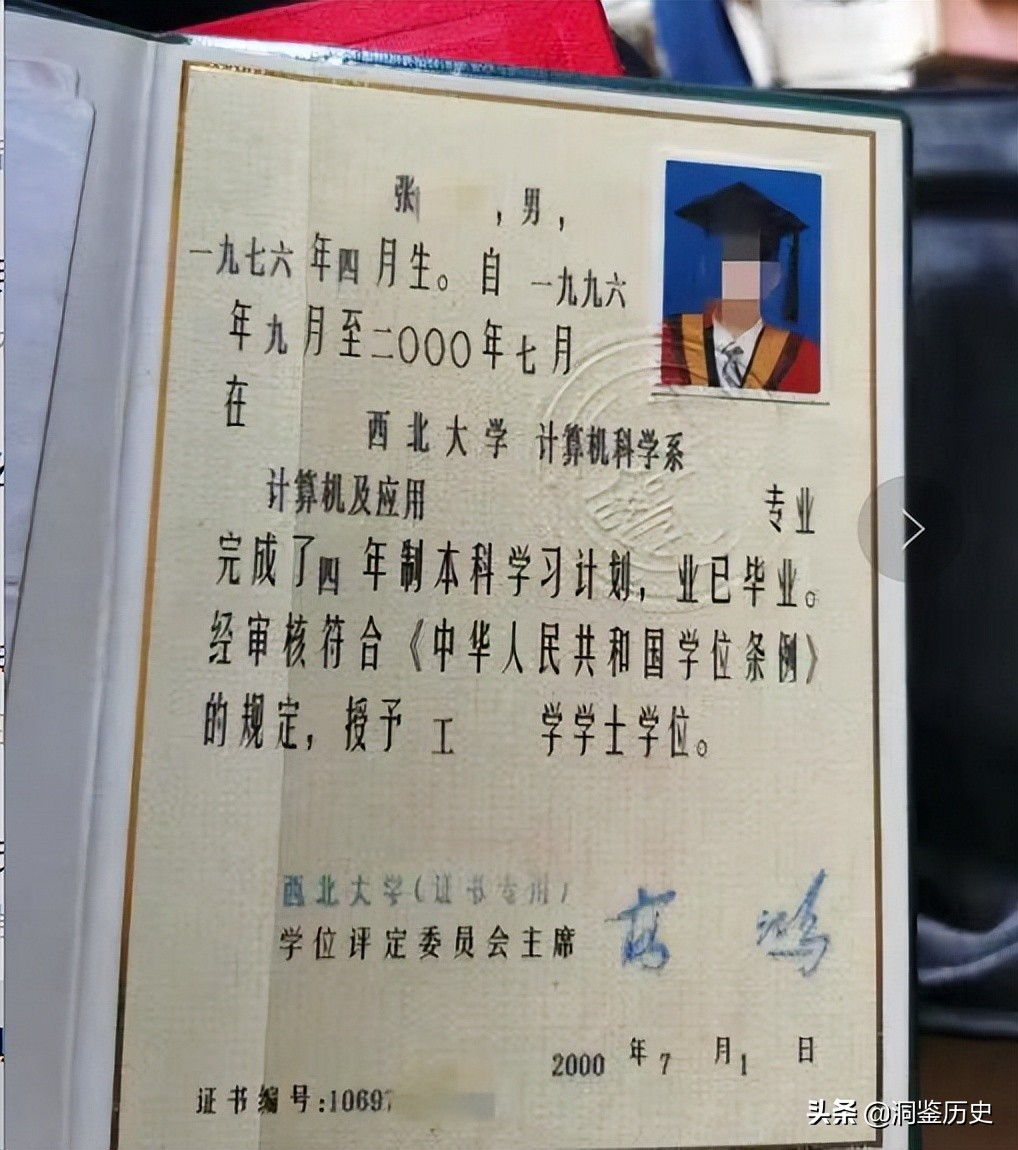 张 ，男，
一九七六年四月生。自一九九六
年九月至二〇〇〇年七月
在
西北大学 计算机科学系
计算机及应用 专业
完成了四年制本科学习计划，业已毕业。
经审核符合《中华人民共和国学位条例》
的规定，授予 工 学学士学位。
西北大学（证书专用）
学位评定委员会主席
2000 年 7 月 1 日
证书编号：10697
头条 @洞鉴历史